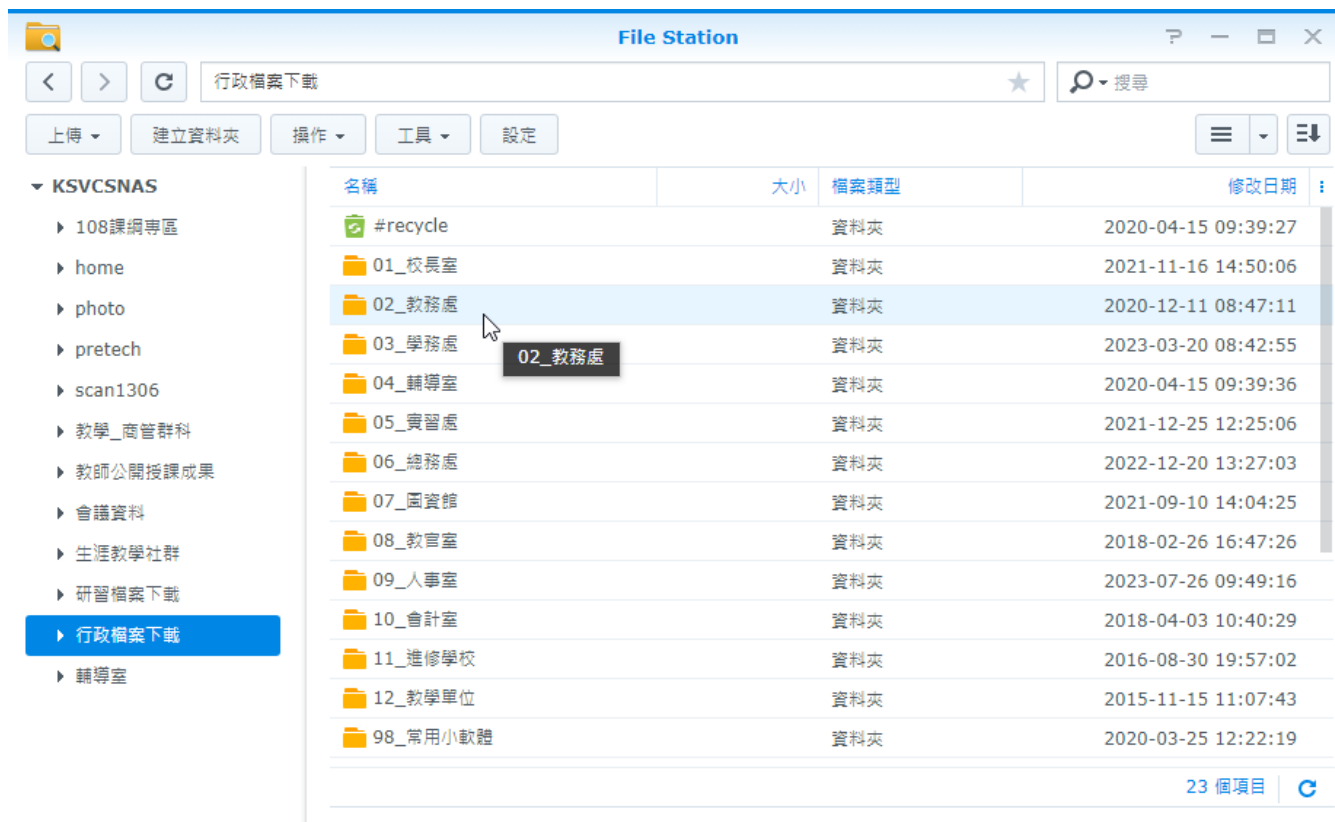 File Station
行政檔案下載
搜尋
上傳 建立資料夾 操作 工具 設定
KSVCSNAS
108課綱專區
home
photo
pretech
scan1306
教學_商管群科
教師公開授課成果
會議資料
生涯教學社群
研習檔案下載
行政檔案下載
輔導室
名稱 大小 檔案類型 修改日期
#recycle 資料夾 2020-04-15 09:39:27
01_校長室 資料夾 2021-11-16 14:50:06
02_教務處 資料夾 2020-12-11 08:47:11
03_學務處 資料夾 2023-03-20 08:42:55
02_教務處
04_輔導室 資料夾 2020-04-15 09:39:36
05_實習處 資料夾 2021-12-25 12:25:06
06_總務處 資料夾 2022-12-20 13:27:03
07_圖資館 資料夾 2021-09-10 14:04:25
08_教官室 資料夾 2018-02-26 16:47:26
09_人事室 資料夾 2023-07-26 09:49:16
10_會計室 資料夾 2018-04-03 10:40:29
11_進修學校 資料夾 2016-08-30 19:57:02
12_教學單位 資料夾 2015-11-15 11:07:43
98_常用小軟體 資料夾 2020-03-25 12:22:19
23 個項目